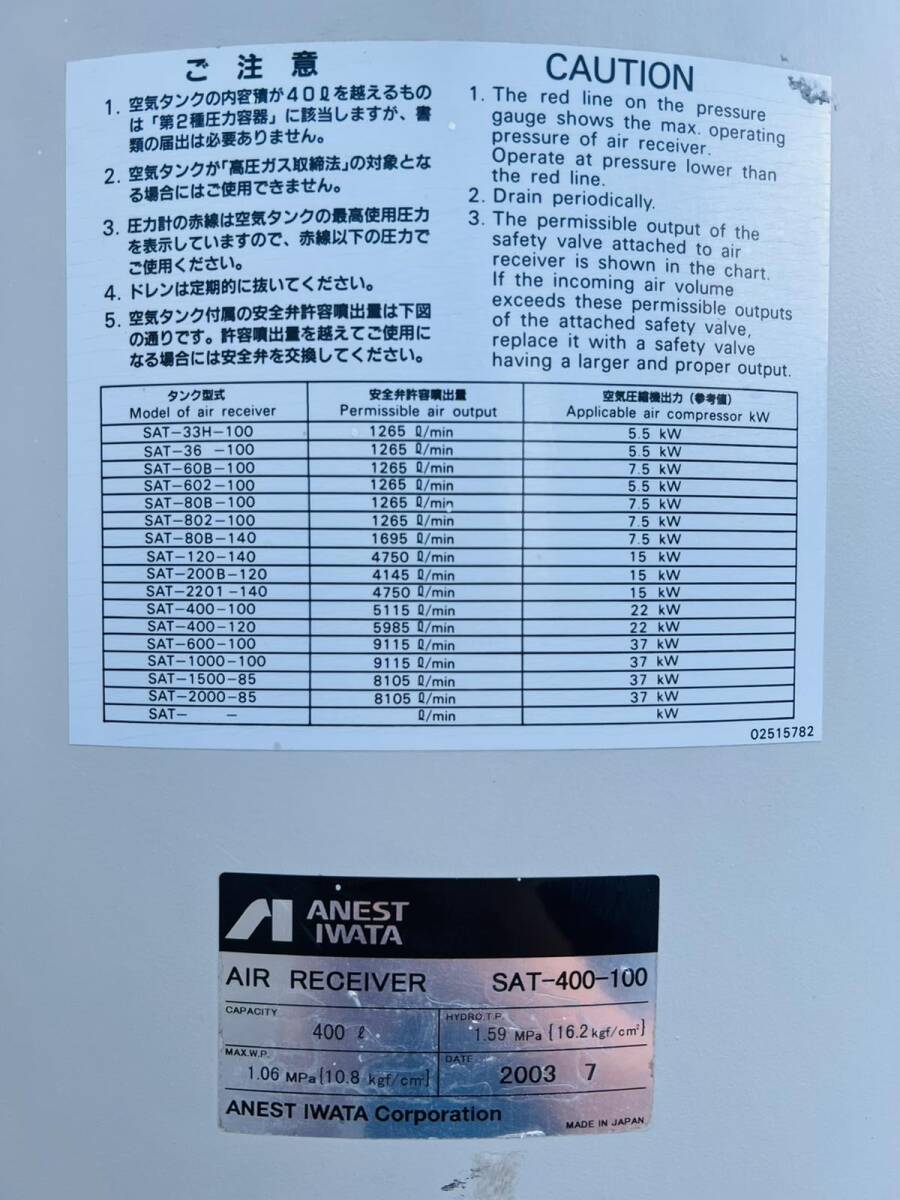 ご注意
1. 空気タンクの内容積が40ℓを越えるもの
は「第2種圧力容器」に該当しますが、書
類の届出は必要ありません。
2. 空気タンクが「高圧ガス取締法」の対象とな
る場合にはご使用できません。
3. 圧力計の赤線は空気タンクの最高使用圧力
を表示していますので、赤線以下の圧力で
ご使用ください。
4. ドレンは定期的に抜いてください。
5. 空気タンク付属の安全弁許容噴出量は下図
の通りです。許容噴出量を越えてご使用に
なる場合には安全弁を交換してください。
CAUTION
1. The red line on the pressure
gauge shows the max. operating
pressure of air receiver.
Operate at pressure lower than
the red line.
2. Drain periodically.
3. The permissible output of the
safety valve attached to air
receiver is shown in the chart.
If the incoming air volume
exceeds these permissible outputs
of the attached safety valve,
replace it with a safety valve
having a larger and proper output.
タンク型式 安全弁許容噴出量 空気圧縮機出力(参考値)
Model of air receiver Permissible air output Applicable air compressor kW
SAT-33H-100 1265 ℓ/min 5.5 kW
SAT-36 -100 1265 ℓ/min 5.5 kW
SAT-60B-100 1265 ℓ/min 7.5 kW
SAT-602-100 1265 ℓ/min 5.5 kW
SAT-80B-100 1265 ℓ/min 7.5 kW
SAT-802-100 1265 ℓ/min 7.5 kW
SAT-80B-140 1695 ℓ/min 7.5 kW
SAT-120-140 4750 ℓ/min 15 kW
SAT-200B-120 4145 ℓ/min 15 kW
SAT-2201-140 4750 ℓ/min 15 kW
SAT-400-100 5115 ℓ/min 22 kW
SAT-400-120 5985 ℓ/min 22 kW
SAT-600-100 9115 ℓ/min 37 kW
SAT-1000-100 9115 ℓ/min 37 kW
SAT-1500-85 8105 ℓ/min 37 kW
SAT-2000-85 8105 ℓ/min 37 kW
SAT- - ℓ/min kW
02515782
ANEST
IWATA
AIR RECEIVER SAT-400-100
CAPACITY 400 ℓ HYDRO.T.P. 1.59 MPa {16.2kgf/cm²}
MAX.W.P. 1.06 MPa {10.8 kgf/cm²} DATE 2003 7
ANEST IWATA Corporation MADE IN JAPAN